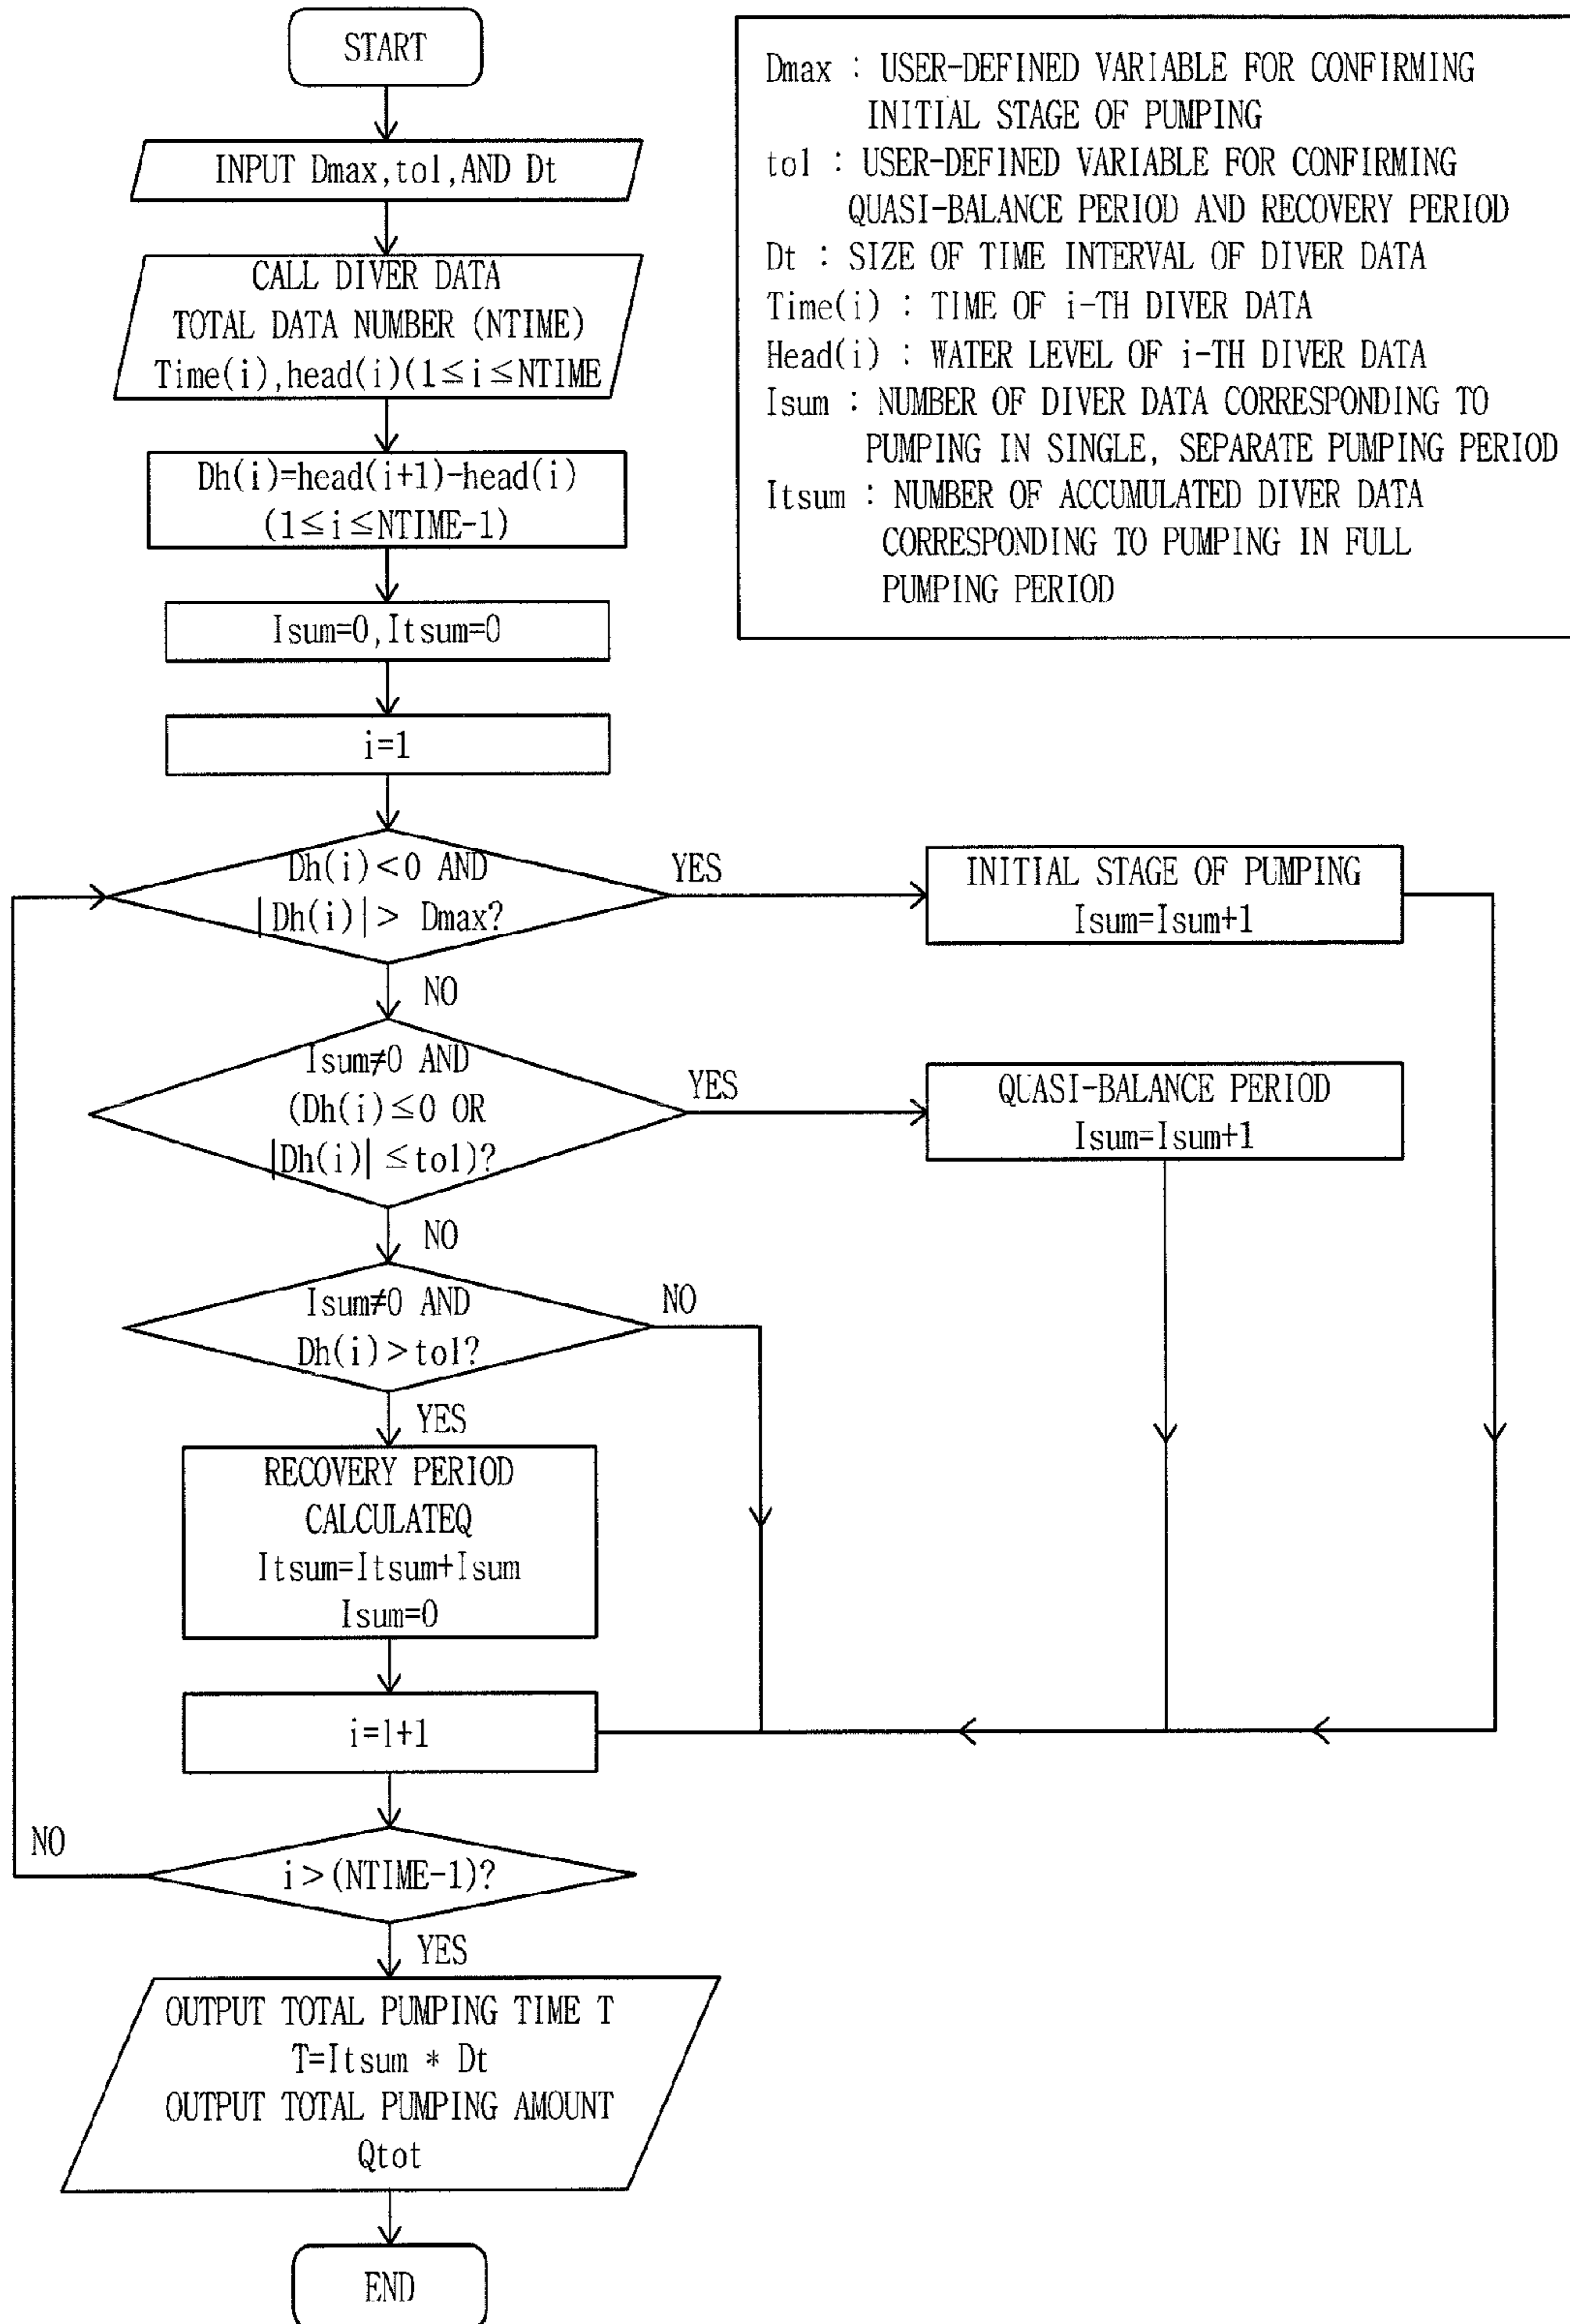 START
INPUT Dmax,tol,AND Dt
CALL DIVER DATA
TOTAL DATA NUMBER (NTIME)
Time(i),head(i)(1≤i≤NTIME
Dh(i)=head(i+1)-head(i)
(1≤i≤NTIME-1)
Isum=0,Itsum=0
i=1
Dh(i)<0 AND
|Dh(i)|> Dmax?
YES
INITIAL STAGE OF PUMPING
Isum=Isum+1
NO
Isum≠0 AND
(Dh(i)≤0 OR
|Dh(i)| ≤tol)?
YES
QUASI-BALANCE PERIOD
Isum=Isum+1
NO
Isum≠0 AND
Dh(i)>tol?
NO
YES
RECOVERY PERIOD
CALCULATEQ
Itsum=Itsum+Isum
Isum=0
i=1+1
NO
i>(NTIME-1)?
YES
OUTPUT TOTAL PUMPING TIME T
T=Itsum * Dt
OUTPUT TOTAL PUMPING AMOUNT
Qtot
END
Dmax : USER-DEFINED VARIABLE FOR CONFIRMING
INITIAL STAGE OF PUMPING
tol : USER-DEFINED VARIABLE FOR CONFIRMING
QUASI-BALANCE PERIOD AND RECOVERY PERIOD
Dt : SIZE OF TIME INTERVAL OF DIVER DATA
Time(i) : TIME OF i-TH DIVER DATA
Head(i) : WATER LEVEL OF i-TH DIVER DATA
Isum : NUMBER OF DIVER DATA CORRESPONDING TO
PUMPING IN SINGLE, SEPARATE PUMPING PERIOD
Itsum : NUMBER OF ACCUMULATED DIVER DATA
CORRESPONDING TO PUMPING IN FULL
PUMPING PERIOD